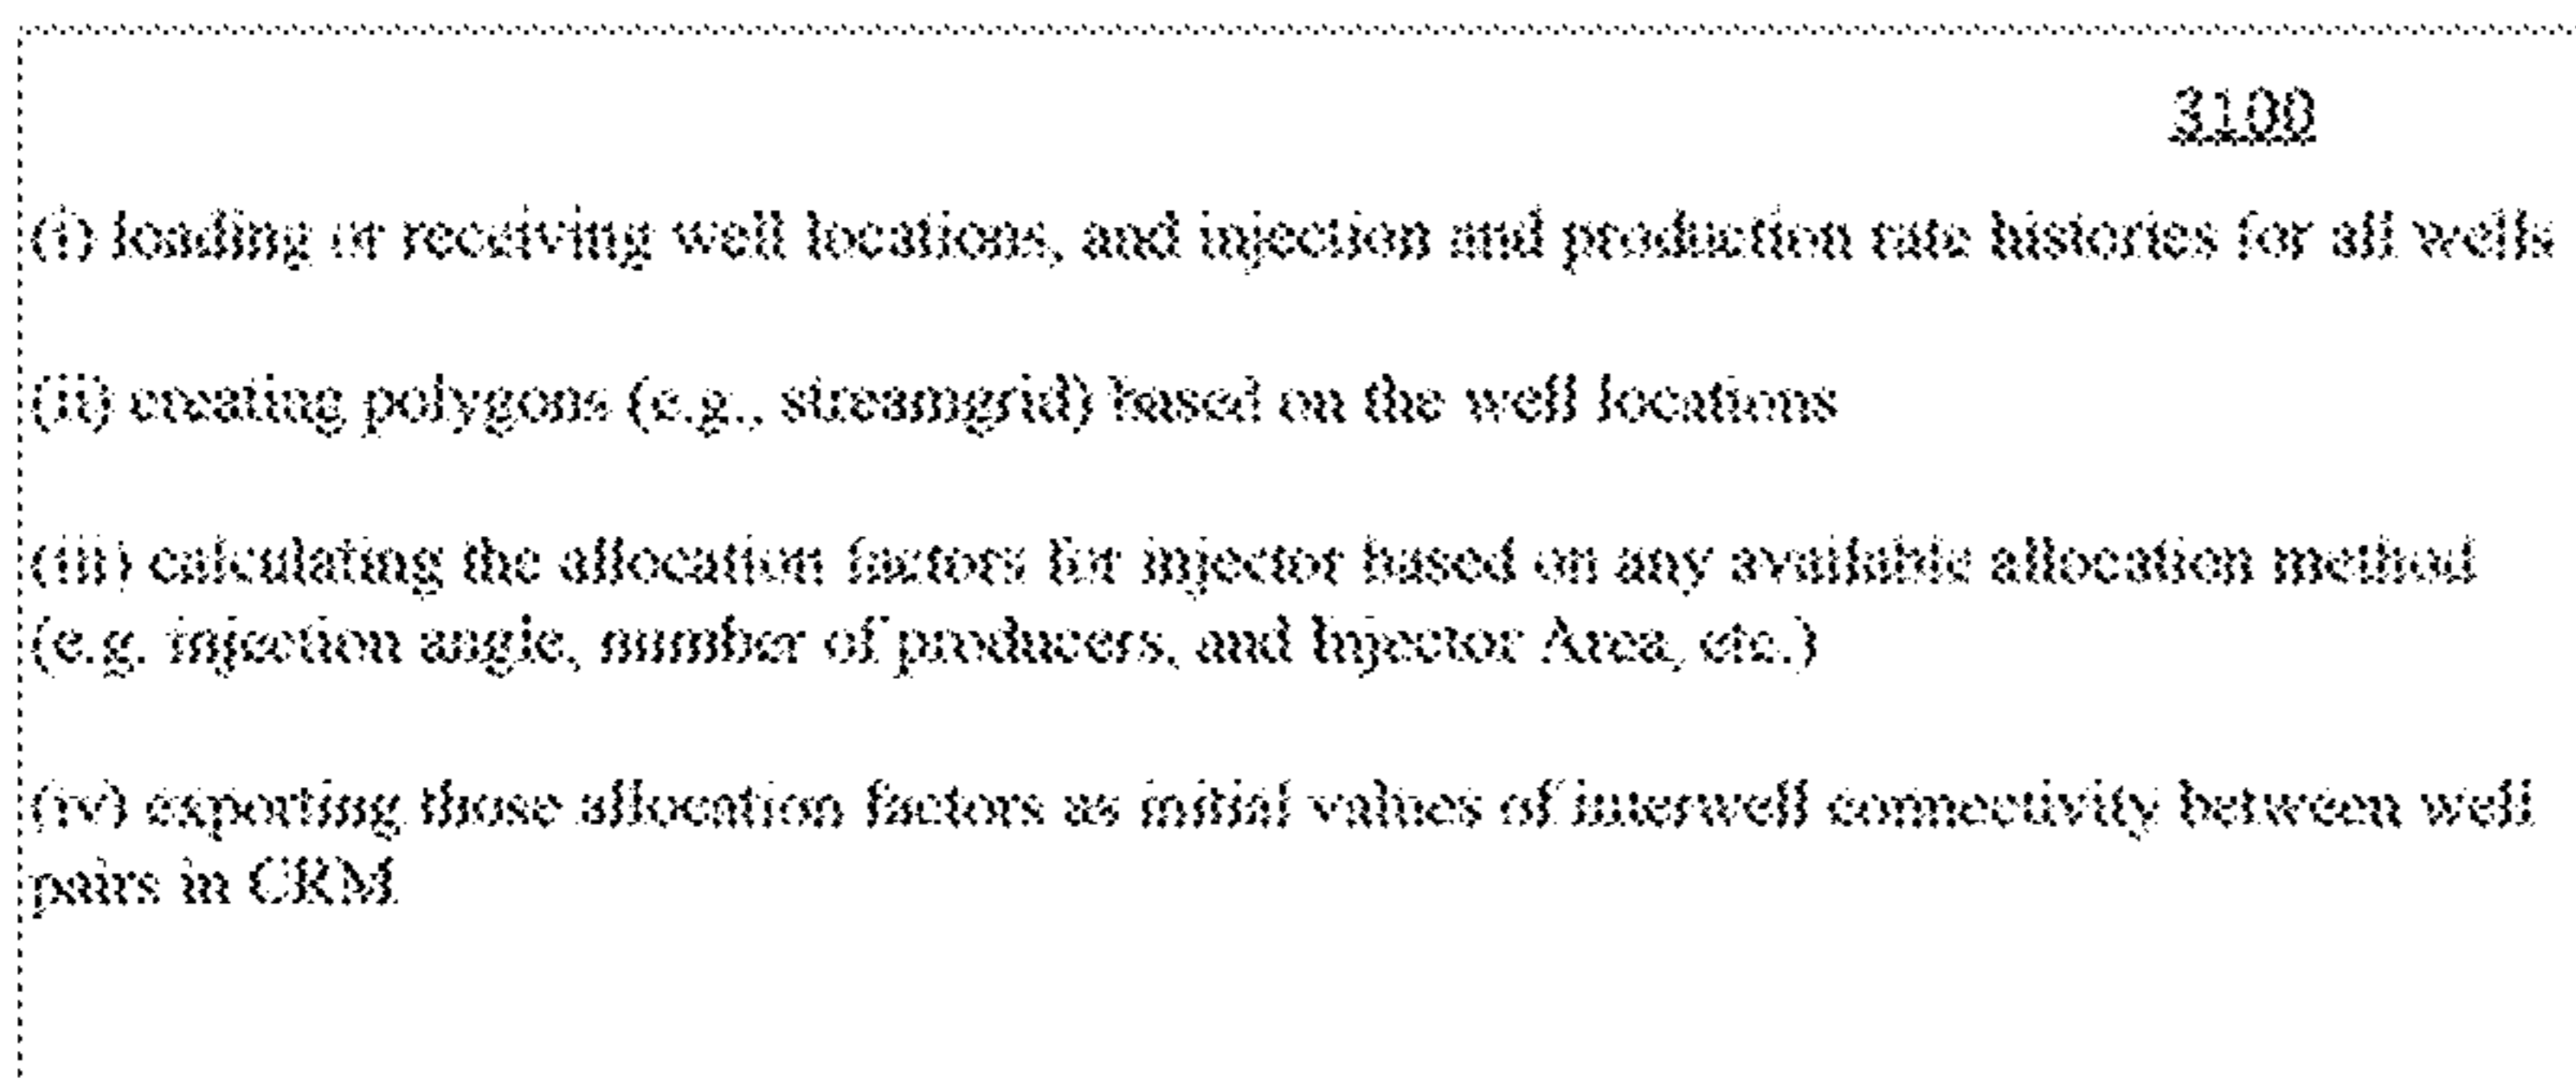 3100
(i) loading or receiving well locations, and injection and production rate histories for all wells
(ii) creating polygons (e.g., streamgrid) based on the well locations
(iii) calculating the allocation factors for injector based on any available allocation method
(e.g. injection angle, number of producers, and Injector Area, etc.)
(iv) exporting those allocation factors as initial values of interwell connectivity between well
pairs in CRM